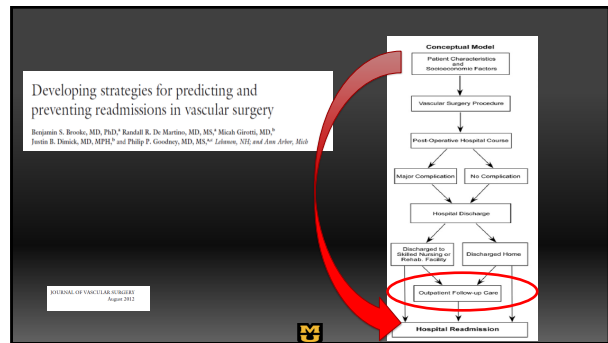 Developing strategies for predicting and
preventing readmissions in vascular surgery
Benjamin S. Brooke, MD, PhD,a Randall R. De Martino, MD, MS,a Micah Girotti, MD,b
Justin B. Dimick, MD, MPH,b and Philip P. Goodney, MD, MS,a,c Lebanon, NH; and Ann Arbor, Mich
JOURNAL OF VASCULAR SURGERY
August 2012
Conceptual Model
Patient Characteristics
and
Socioeconomic Factors
Vascular Surgery Procedure
Post-Operative Hospital Course
Major Complication
No Complication
Hospital Discharge
Discharged to
Skilled Nursing or
Rehab. Facility
Discharged Home
Outpatient Follow-up Care
Hospital Readmission
MU